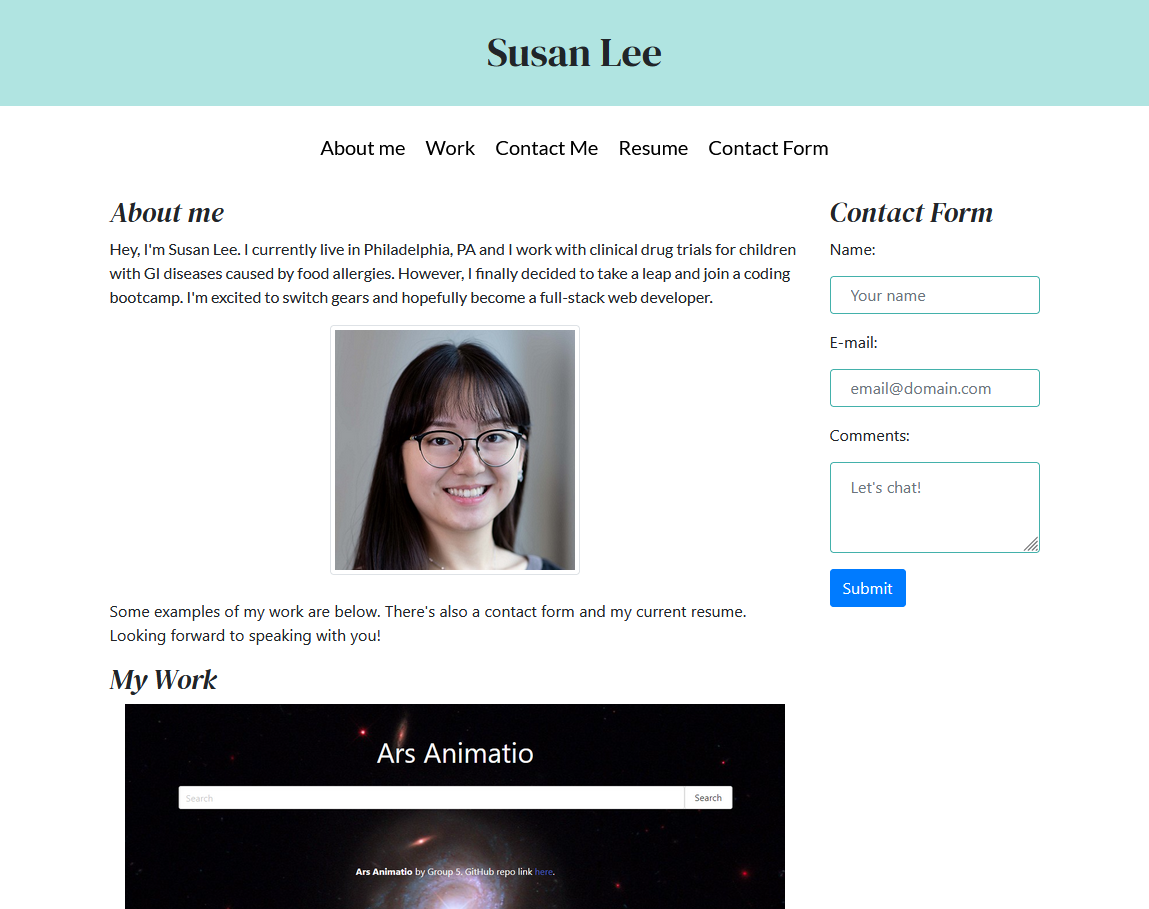 Susan Lee
About me Work Contact Me Resume Contact Form
About me
Hey, I'm Susan Lee. I currently live in Philadelphia, PA and I work with clinical drug trials for children
with GI diseases caused by food allergies. However, I finally decided to take a leap and join a coding
bootcamp. I'm excited to switch gears and hopefully become a full-stack web developer.
Some examples of my work are below. There's also a contact form and my current resume.
Looking forward to speaking with you!
My Work
Ars Animatio
Search Search
Ars Animatio by Group 5. GitHub repo link here.
Contact Form
Name:
Your name
E-mail:
email@domain.com
Comments:
Let's chat!
Submit